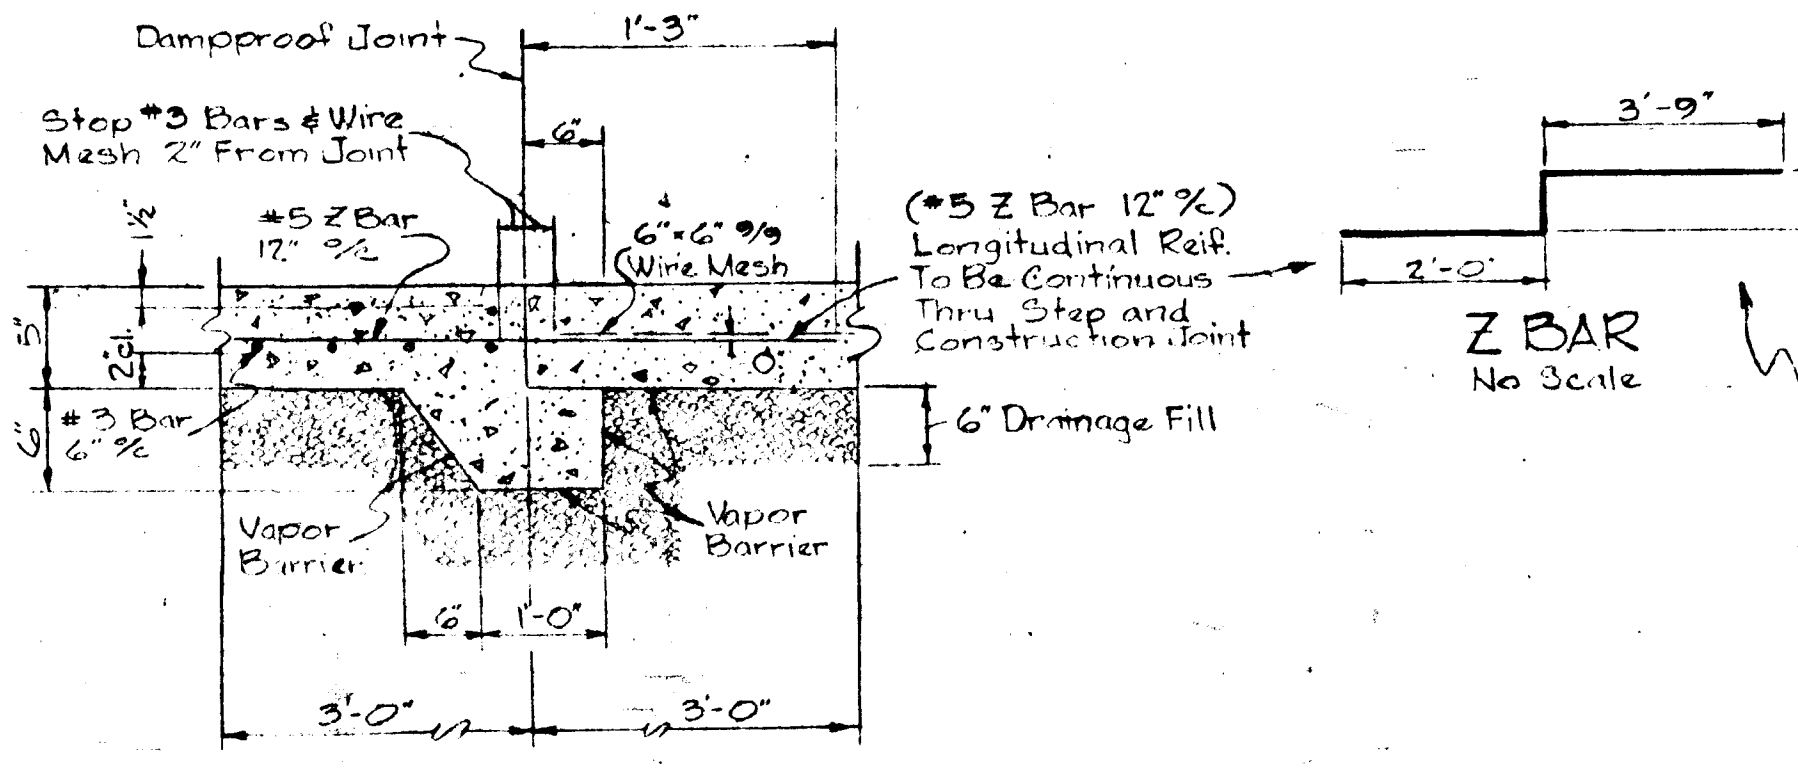 Dampproof Joint
1'-3"
Stop #3 Bars & Wire
Mesh 2" From Joint
6"
3'-9"
1½"
#5 Z Bar
12" o/c
6"x6" 9/9
Wire Mesh
(#5 Z Bar 12" o/c)
Longitudinal Reif.
To Be Continuous
Thru Step and
Construction Joint
2'-0"
Z BAR
No Scale
5"
2"cl.
0"
#3 Bar
6" o/c
6"
6" Drainage Fill
Vapor
Barrier
Vapor
Barrier
6"
1'-0"
3'-0"
3'-0"